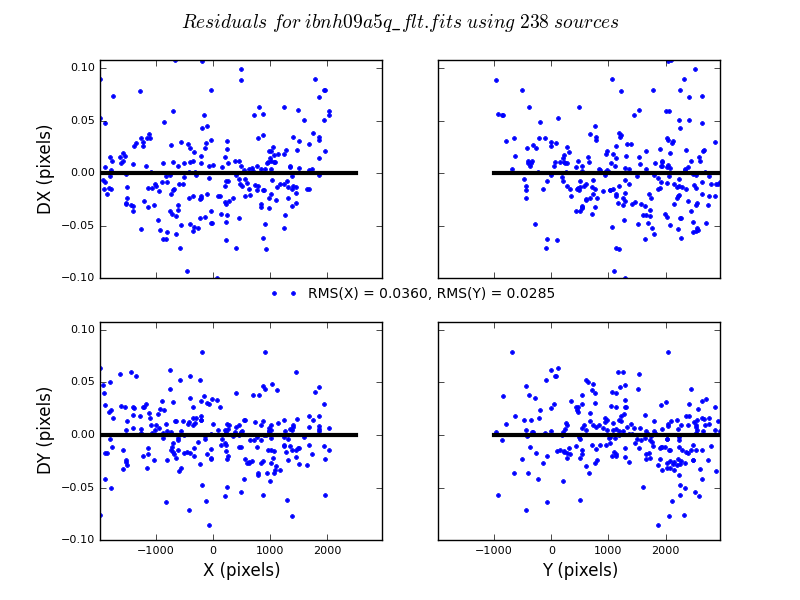 Residuals for ibnh09a5q_flt.fits using 238 sources
0.10
0.05
0.00
−0.05
−0.10
DX (pixels)
RMS(X) = 0.0360, RMS(Y) = 0.0285
0.10
0.05
0.00
−0.05
−0.10
DY (pixels)
−1000 0 1000 2000
−1000 0 1000 2000
X (pixels)
Y (pixels)